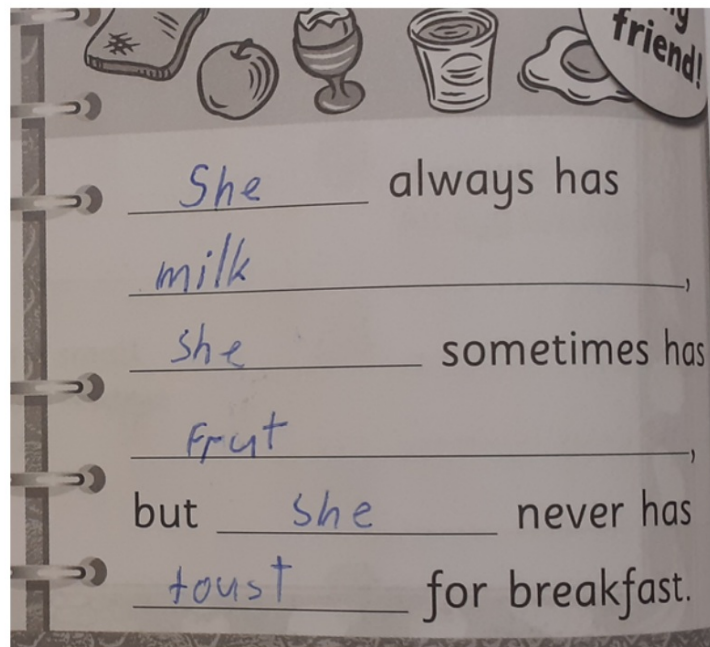 friend!
She always has
milk,
She sometimes has
Frut,
but She never has
toust for breakfast.